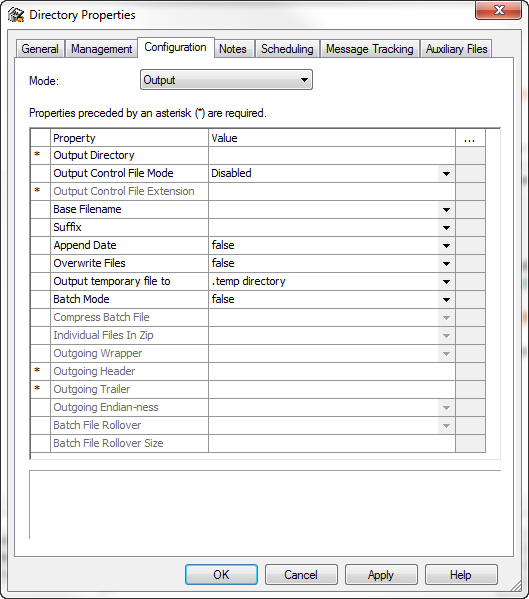 Directory Properties
x
General Management Configuration Notes Scheduling Message Tracking Auxiliary Files
Mode: Output
Properties preceded by an asterisk (*) are required.
Property Value ...
* Output Directory
Output Control File Mode Disabled
* Output Control File Extension
Base Filename
Suffix
Append Date false
Overwrite Files false
Output temporary file to .temp directory
Batch Mode false
Compress Batch File
Individual Files In Zip
Outgoing Wrapper
* Outgoing Header
* Outgoing Trailer
Outgoing Endian-ness
Batch File Rollover
Batch File Rollover Size
OK Cancel Apply Help